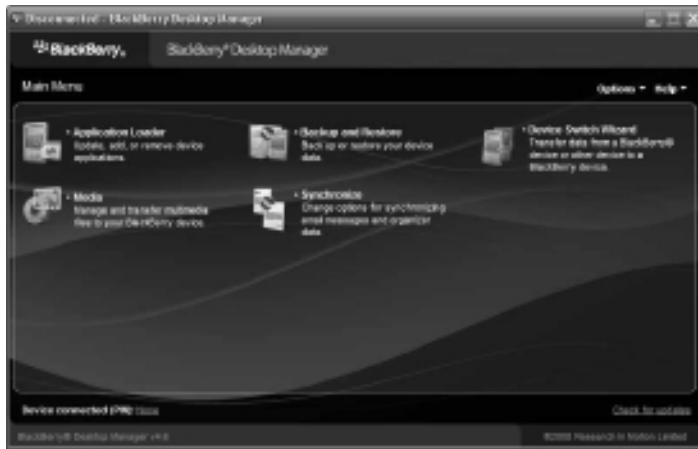 Disconnected - BlackBerry Desktop Manager
BlackBerry®
BlackBerry® Desktop Manager
Main Menu
Options Help
Application Loader
Update, add, or remove device
applications.
Backup and Restore
Back up or restore your device
data.
Device Switch Wizard
Transfer data from a BlackBerry®
device or other device to a
BlackBerry device.
Media
Manage and transfer multimedia
files to your BlackBerry device.
Synchronize
Change options for synchronizing
email messages and organizer
data.
Device connected (PIN): None
Check for updates
BlackBerry® Desktop Manager
Research In Motion Limited